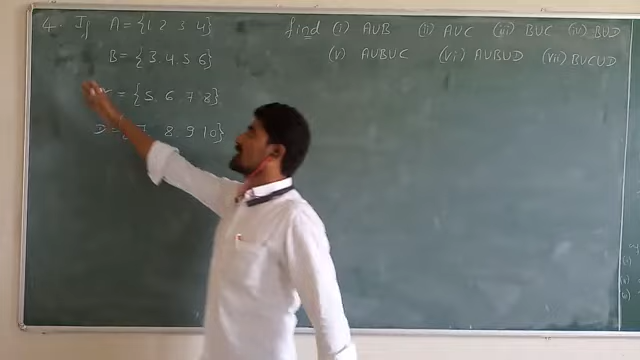 4. If A = {1 2 3 4} find (i) AUB (ii) AUC (iii) BUC (iv) BUD
B = {3, 4, 5 6} (v) AUBUC (vi) AUBUD (vii) BUCUD
= {5, 6, 7 8}
D = { 7, 8 9 10}